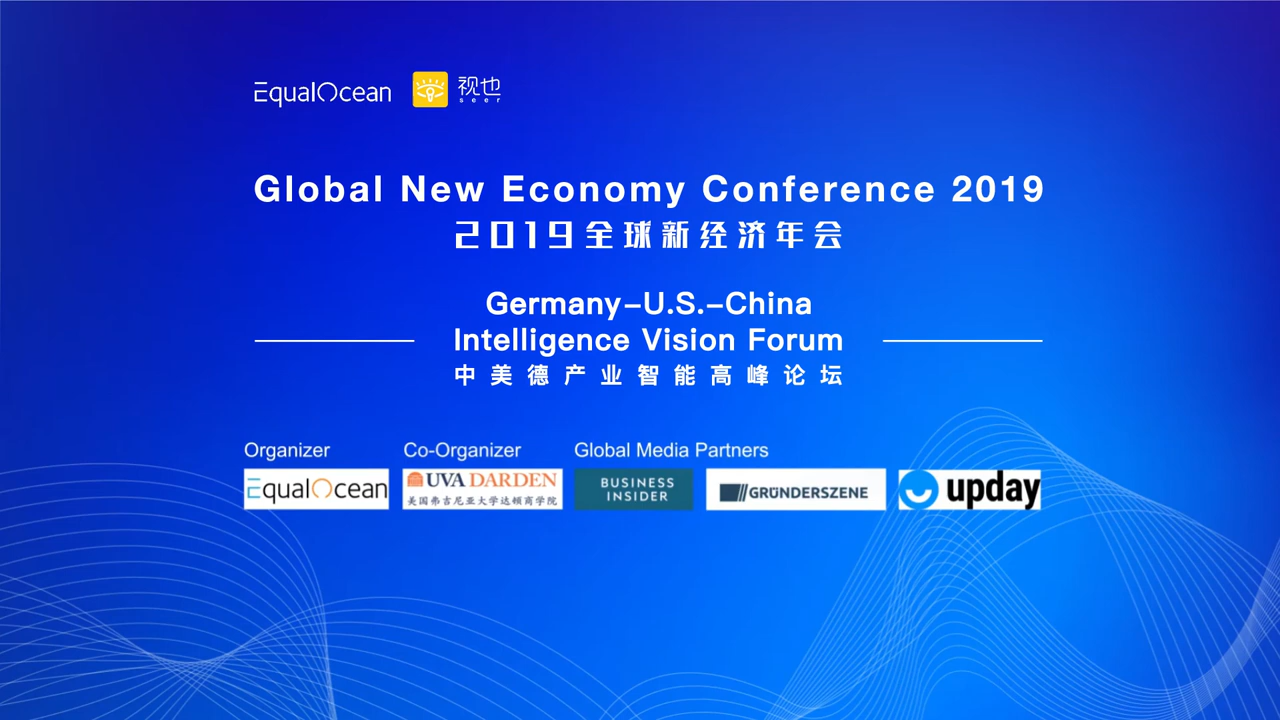 EqualOcean 视也
seer
Global New Economy Conference 2019
2019全球新经济年会
Germany–U.S.–China
Intelligence Vision Forum
中美德产业智能高峰论坛
Organizer Co-Organizer Global Media Partners
EqualOcean UVA DARDEN BUSINESS INSIDER GRÜNDERSZENE upday
美国弗吉尼亚大学达顿商学院